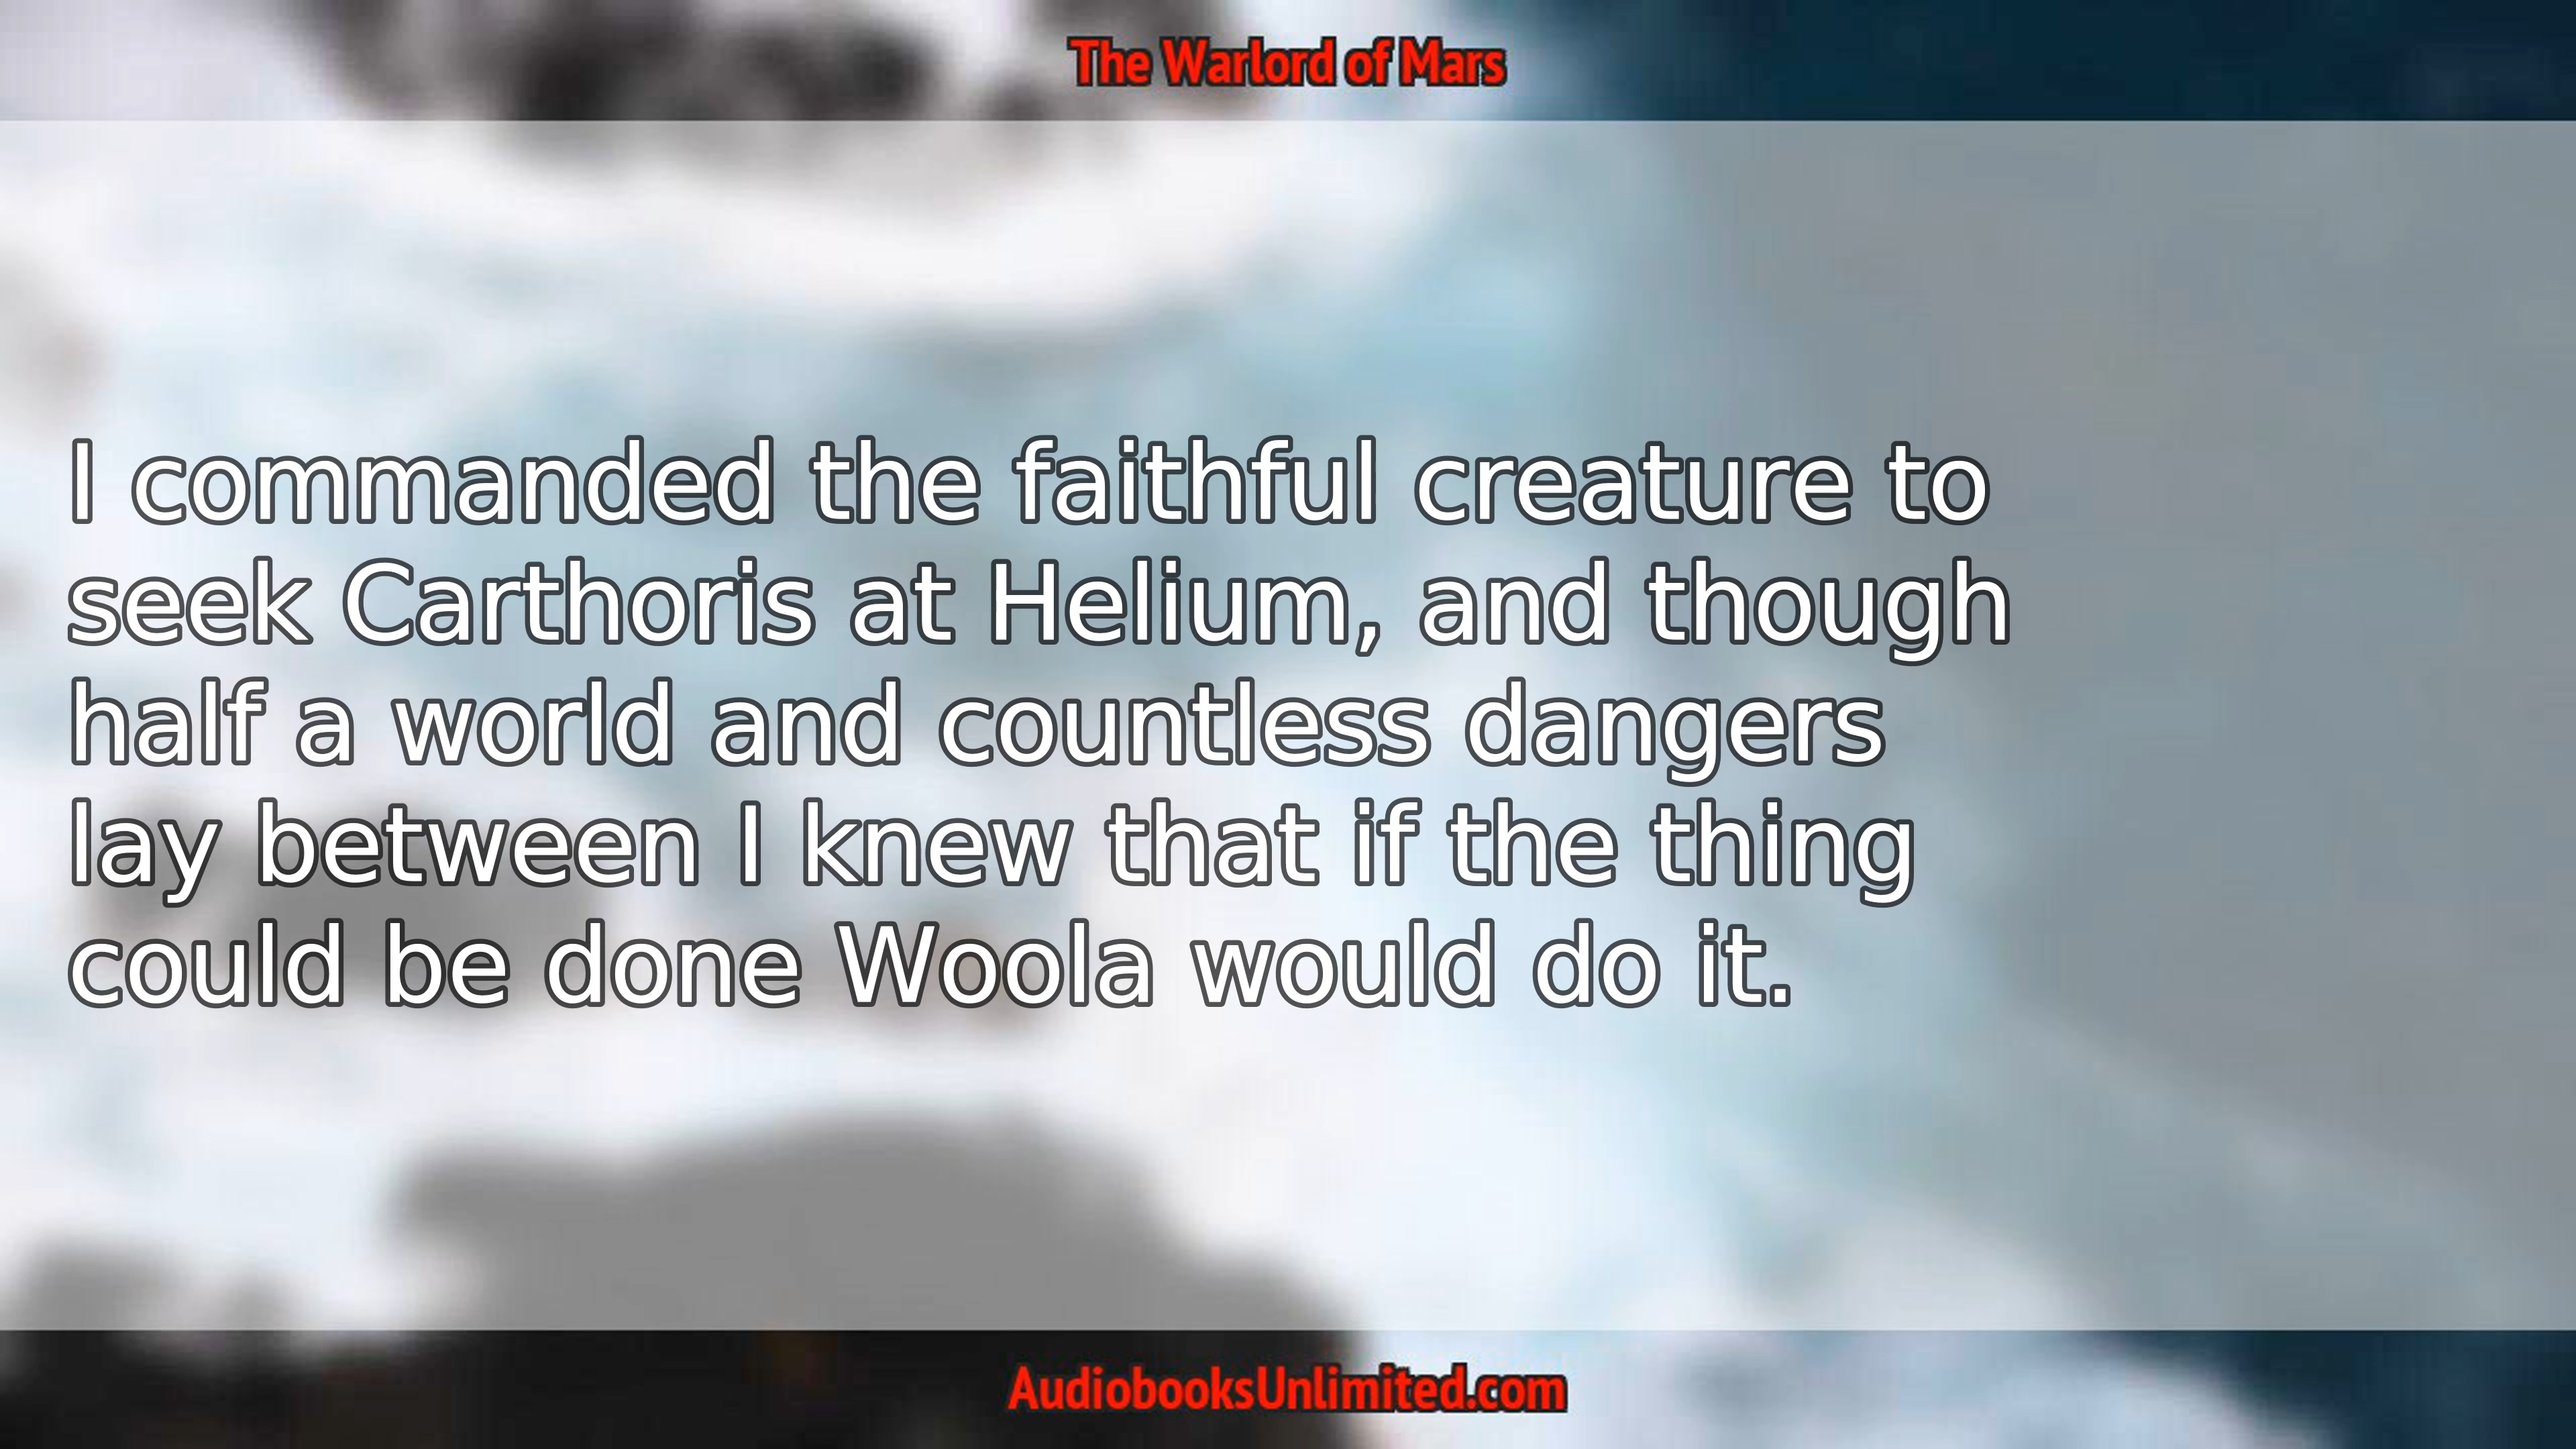 The Warlord of Mars
I commanded the faithful creature to
seek Carthoris at Helium, and though
half a world and countless dangers
lay between I knew that if the thing
could be done Woola would do it.
AudiobooksUnlimited.com